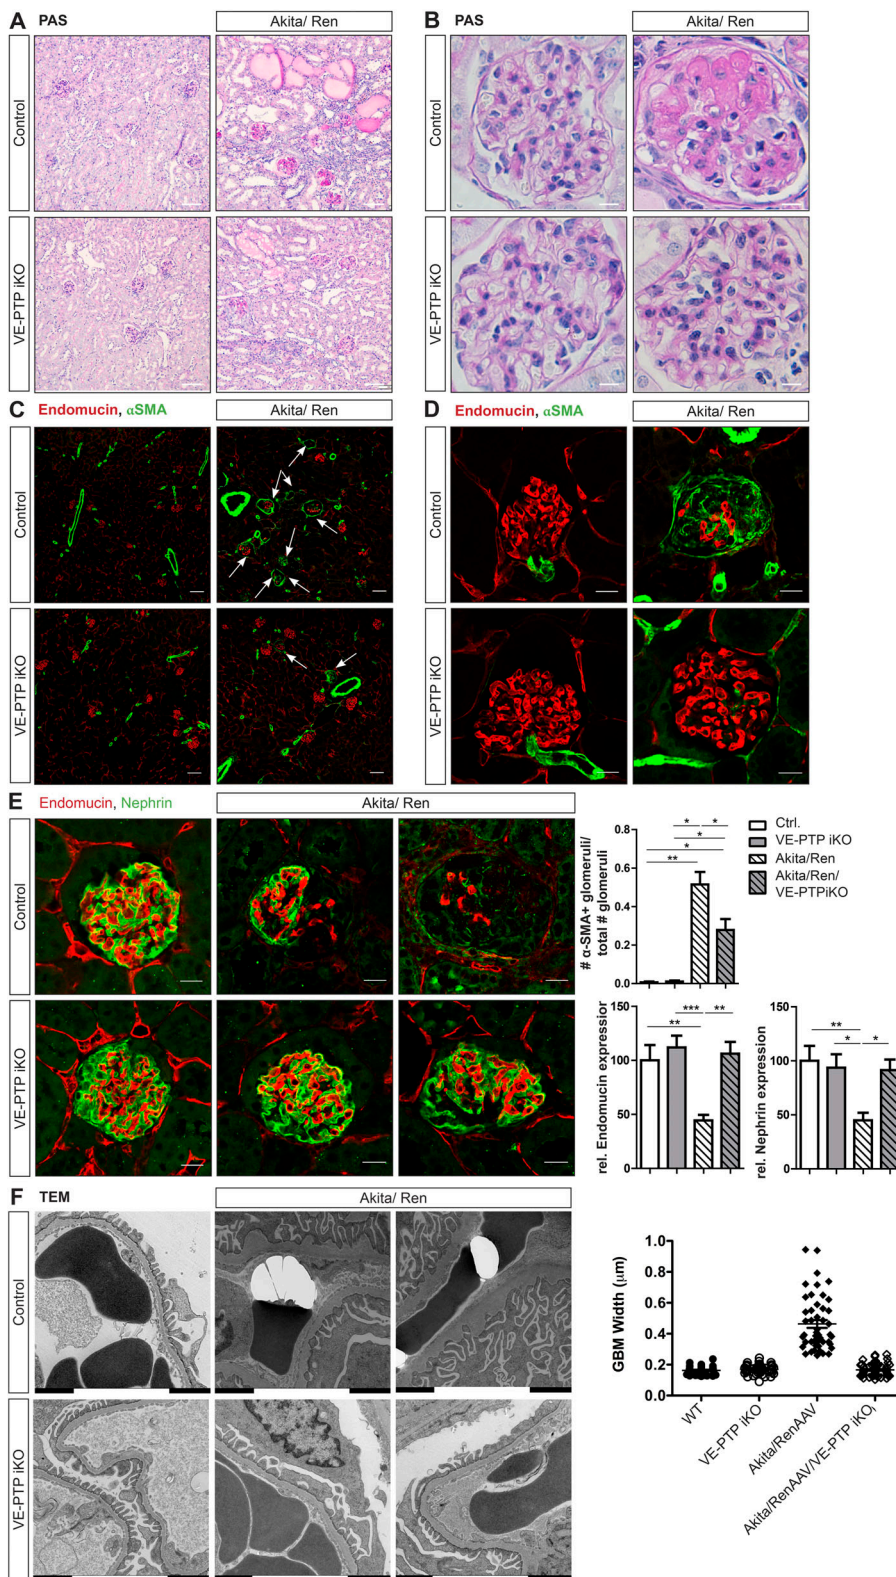 A PAS
Akita/ Ren
Control
VE-PTP iKO
B PAS
Akita/ Ren
Control
VE-PTP iKO
C Endomucin, αSMA
Akita/ Ren
Control
VE-PTP iKO
D Endomucin, αSMA
Akita/ Ren
Control
VE-PTP iKO
E Endomucin, Nephrin
Akita/ Ren
Control
VE-PTP iKO
# α-SMA+ glomeruli/
total # glomeruli
0.8
0.6
0.4
0.2
0.0
* *
*
*
**
Ctrl.
VE-PTP iKO
Akita/Ren
Akita/Ren/
VE-PTPiKO
rel. Endomucin expression
150
100
50
0
*** **
**
rel. Nephrin expression
150
100
50
0
**
* *
F TEM
Akita/ Ren
Control
VE-PTP iKO
GBM Width (μm)
1.0
0.8
0.6
0.4
0.2
0.0
WT
VE-PTP iKO
Akita/RenAAV
Akita/RenAAV/VE-PTP iKO